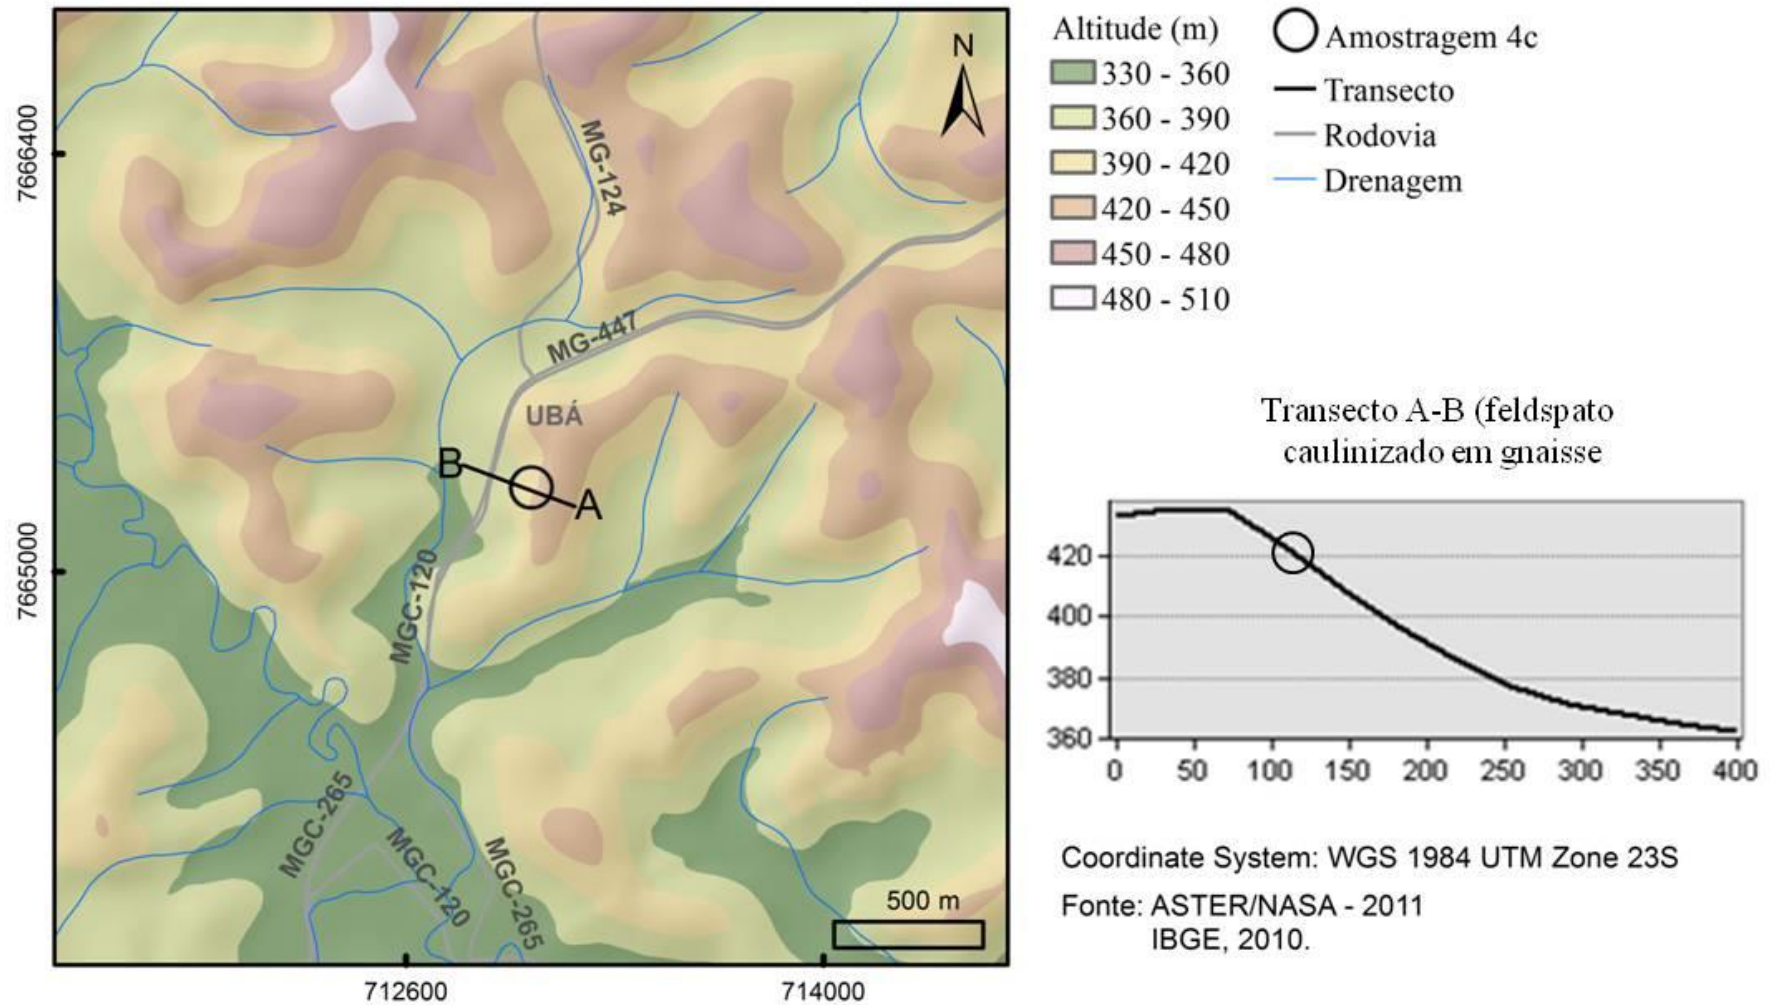 N
7666400
7665000
712600
714000
MG-124
MG-447
UBÁ
B
A
MGC-120
MGC-265
MGC-120
MGC-265
500 m
Altitude (m)
330 - 360
360 - 390
390 - 420
420 - 450
450 - 480
480 - 510
Amostragem 4c
Transecto
Rodovia
Drenagem
Transecto A-B (feldspato
caulinizado em gnaisse
420
400
380
360
0 50 100 150 200 250 300 350 400
Coordinate System: WGS 1984 UTM Zone 23S
Fonte: ASTER/NASA - 2011
IBGE, 2010.